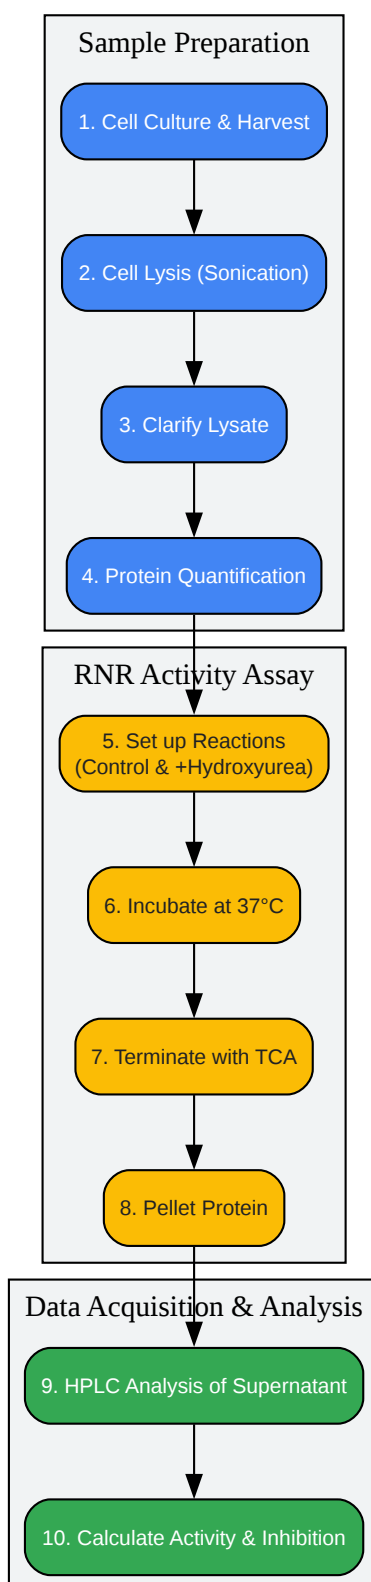 Sample Preparation
1. Cell Culture & Harvest
2. Cell Lysis (Sonication)
3. Clarify Lysate
4. Protein Quantification
RNR Activity Assay
5. Set up Reactions
(Control & +Hydroxyurea)
6. Incubate at 37°C
7. Terminate with TCA
8. Pellet Protein
Data Acquisition & Analysis
9. HPLC Analysis of Supernatant
10. Calculate Activity & Inhibition